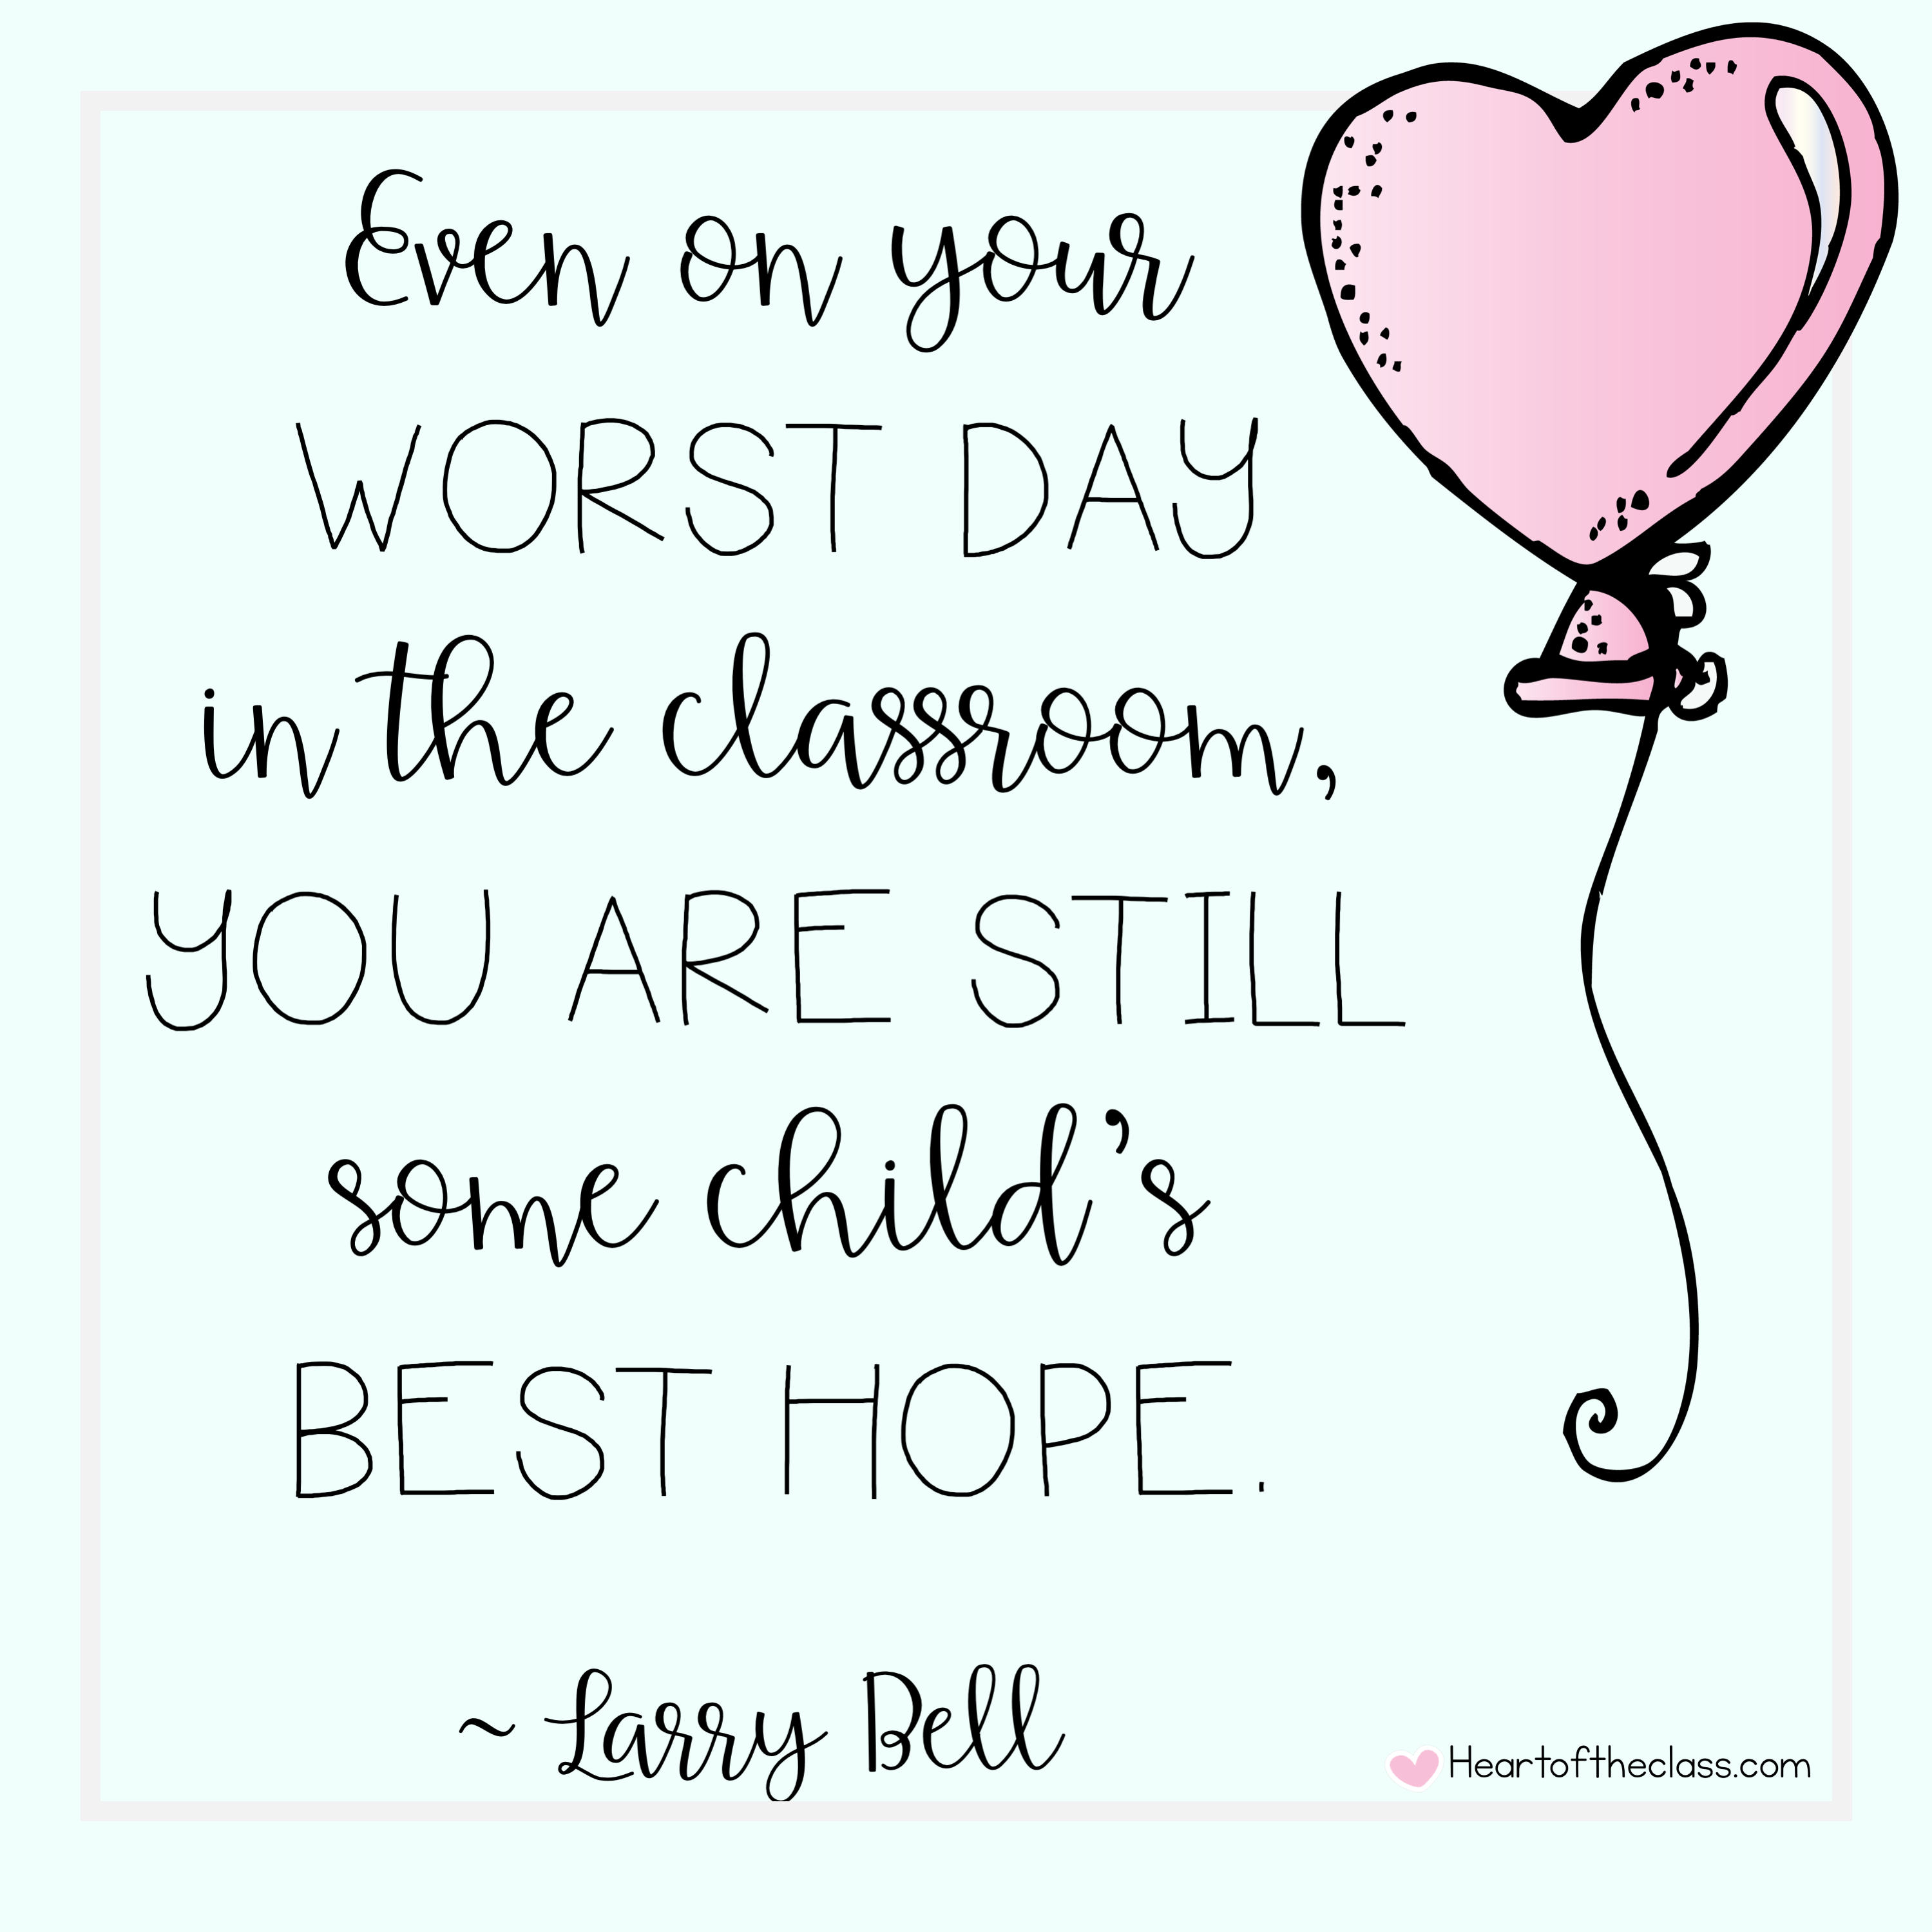 Even on your
WORST DAY
in the classroom,
YOU ARE STILL
some child's
BEST HOPE.
~ Larry Bell
Heartoftheclass.com